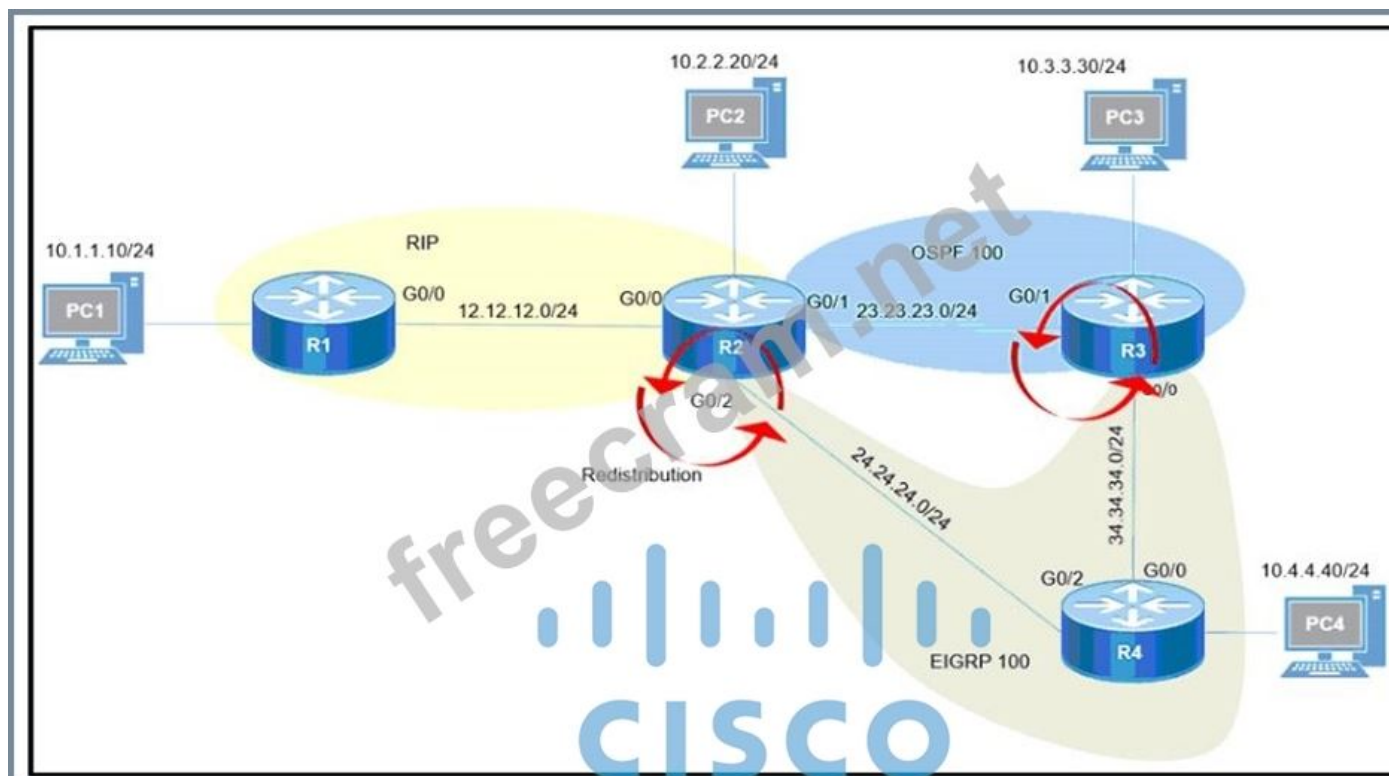 10.2.2.20/24
10.3.3.30/24
PC2
PC3
10.1.1.10/24
RIP
OSPF 100
PC1
G0/0
12.12.12.0/24
G0/0
G0/1
23.23.23.0/24
G0/1
R1
R2
R3
G0/2
Redistribution
24.24.24.0/24
34.34.34.0/24
G0/2
G0/0
10.4.4.40/24
PC4
R4
EIGRP 100
CISCO
freecram.net